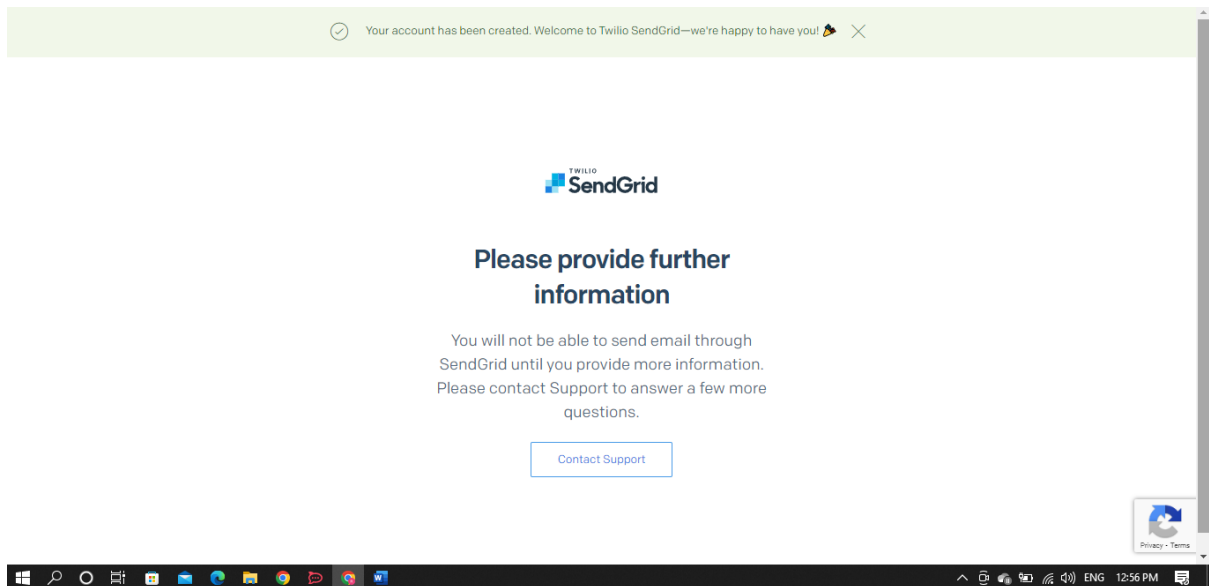 Your account has been created. Welcome to Twilio SendGrid—we're happy to have you! 🎉
TWILIO
SendGrid
Please provide further
information
You will not be able to send email through
SendGrid until you provide more information.
Please contact Support to answer a few more
questions.
Contact Support
Privacy - Terms
ENG 12:56 PM